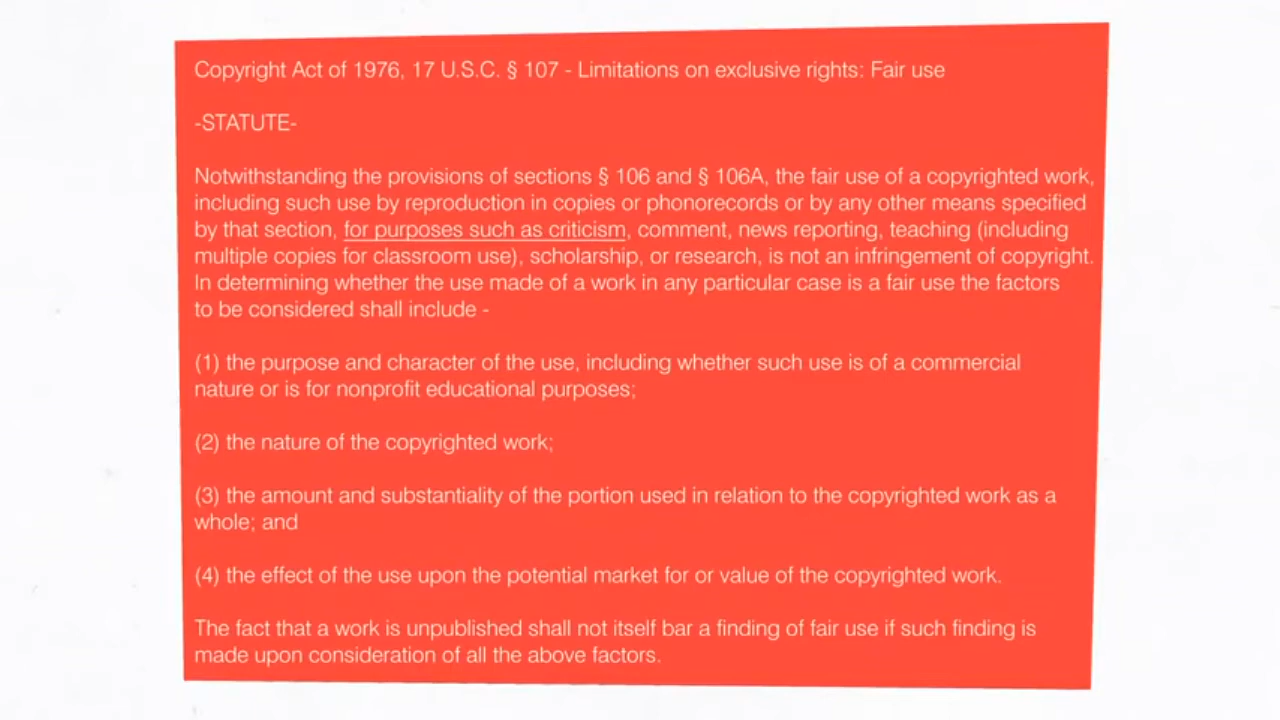 Copyright Act of 1976, 17 U.S.C. § 107 - Limitations on exclusive rights: Fair use
-STATUTE-
Notwithstanding the provisions of sections § 106 and § 106A, the fair use of a copyrighted work,
including such use by reproduction in copies or phonorecords or by any other means specified
by that section, for purposes such as criticism, comment, news reporting, teaching (including
multiple copies for classroom use), scholarship, or research, is not an infringement of copyright.
In determining whether the use made of a work in any particular case is a fair use the factors
to be considered shall include -
(1) the purpose and character of the use, including whether such use is of a commercial
nature or is for nonprofit educational purposes;
(2) the nature of the copyrighted work;
(3) the amount and substantiality of the portion used in relation to the copyrighted work as a
whole; and
(4) the effect of the use upon the potential market for or value of the copyrighted work.
The fact that a work is unpublished shall not itself bar a finding of fair use if such finding is
made upon consideration of all the above factors.